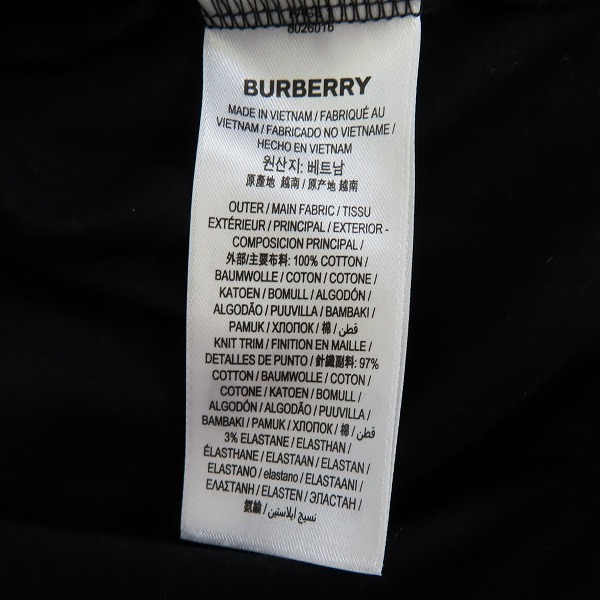 8026016
BURBERRY
MADE IN VIETNAM / FABRIQUÉ AU
VIETNAM / FABRICADO NO VIETNAME /
HECHO EN VIETNAM
원산지: 베트남
原產地 越南 / 原产地 越南
OUTER / MAIN FABRIC / TISSU
EXTÉRIEUR / PRINCIPAL / EXTERIOR -
COMPOSICION PRINCIPAL /
外部/主要布料: 100% COTTON /
BAUMWOLLE / COTON / COTONE /
KATOEN / BOMULL / ALGODÓN /
ALGODÃO / PUUVILLA / BAMBAKI /
PAMUK / ХЛОПОК / 棉 / قطن /
KNIT TRIM / FINITION EN MAILLE /
DETALLES DE PUNTO / 針織副料: 97%
COTTON / BAUMWOLLE / COTON /
COTONE / KATOEN / BOMULL /
ALGODÓN / ALGODÃO / PUUVILLA /
BAMBAKI / PAMUK / ХЛОПОК / 棉 / قطن
3% ELASTANE / ELASTHAN /
ÉLASTHANE / ELASTAAN / ELASTAN /
ELASTANO / elastano / ELASTAANI /
ΕΛΑΣΤΑΝΗ / ELASTEN / ЭЛАСТАН /
氨綸 / نسيج ايلاستين